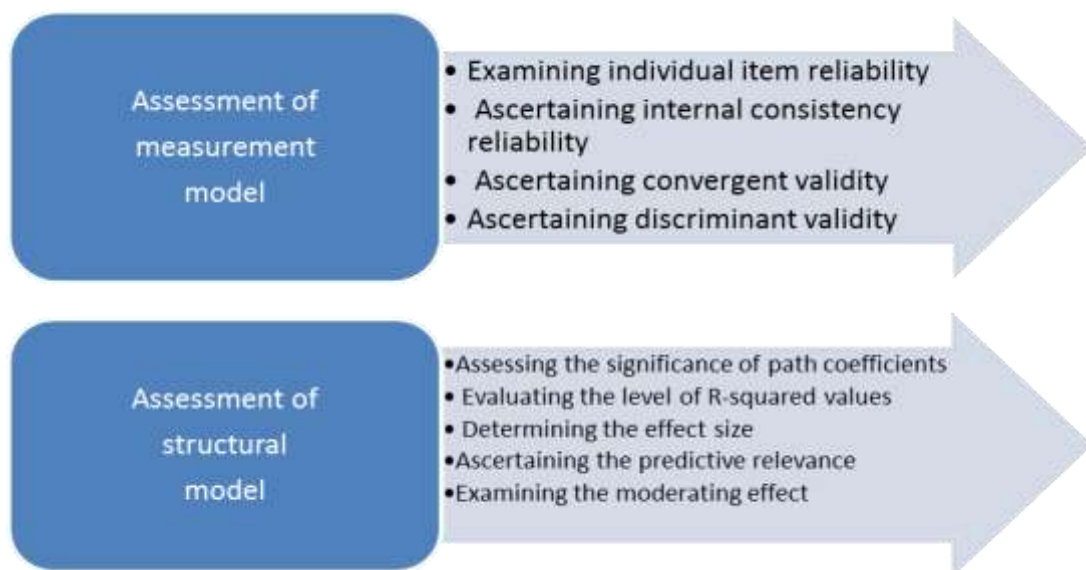 Assessment of
measurement
model
• Examining individual item reliability
• Ascertaining internal consistency
reliability
• Ascertaining convergent validity
• Ascertaining discriminant validity
Assessment of
structural
model
•Assessing the significance of path coefficients
• Evaluating the level of R-squared values
• Determining the effect size
•Ascertaining the predictive relevance
•Examining the moderating effect